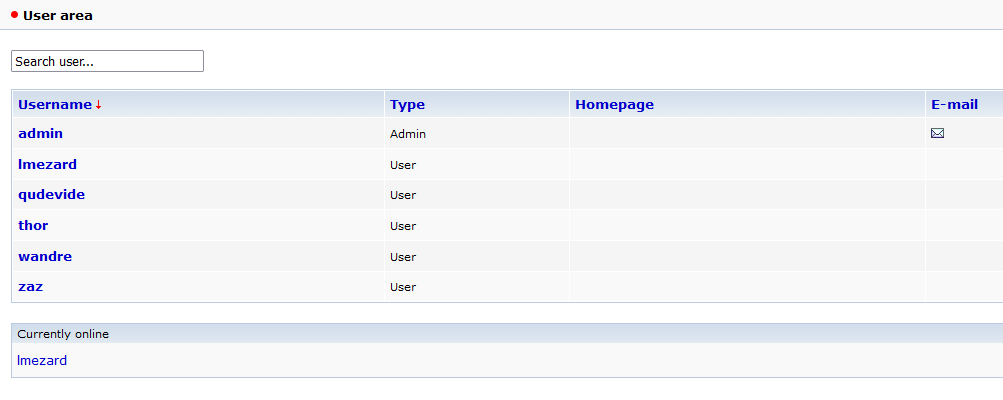 User area
Search user...
Username Type Homepage E-mail
admin Admin
lmezard User
qudevide User
thor User
wandre User
zaz User
Currently online
lmezard